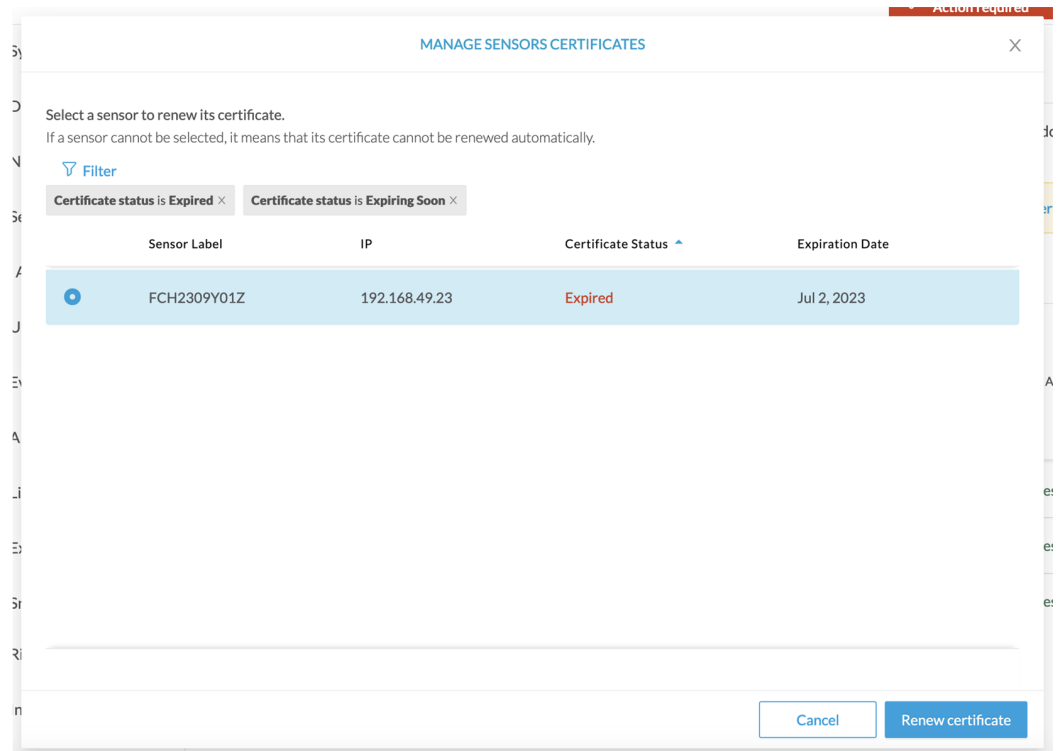 Action required
MANAGE SENSORS CERTIFICATES
Select a sensor to renew its certificate.
If a sensor cannot be selected, it means that its certificate cannot be renewed automatically.
Filter
Certificate status is Expired × Certificate status is Expiring Soon ×
Sensor Label IP Certificate Status Expiration Date
FCH2309Y01Z 192.168.49.23 Expired Jul 2, 2023
Cancel Renew certificate